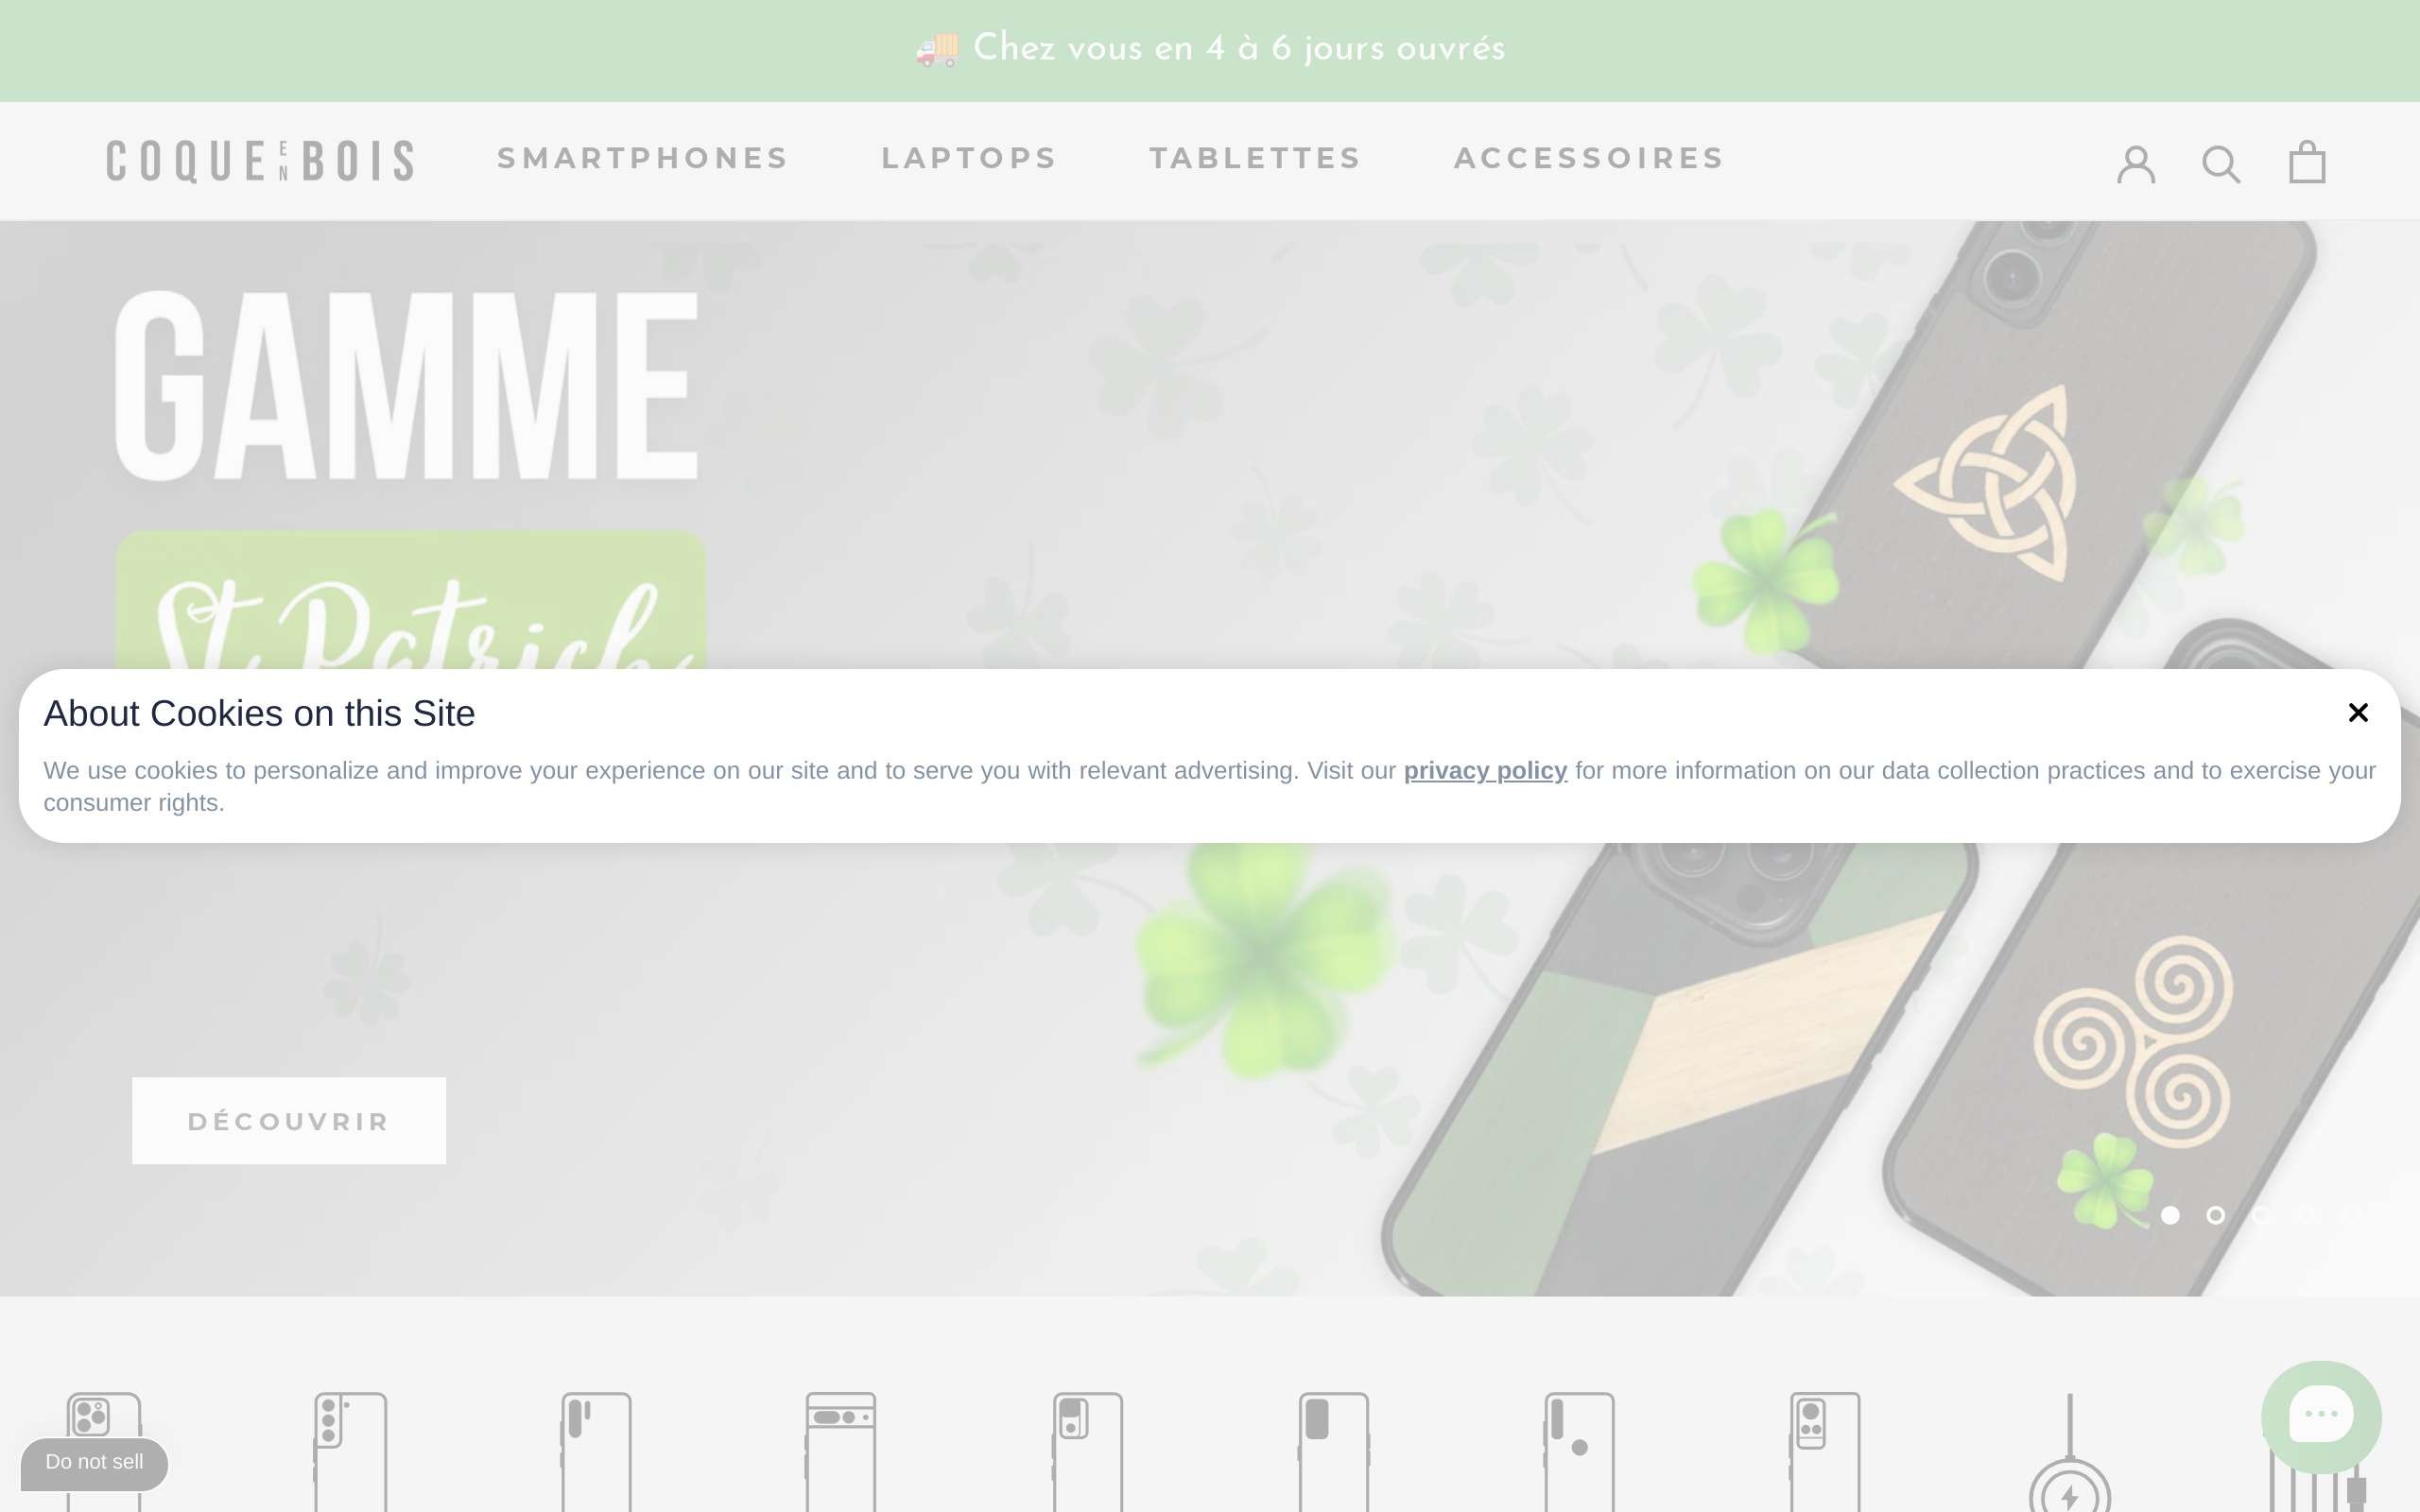 🚚 Chez vous en 4 à 6 jours ouvrés
COQUE EN BOIS
SMARTPHONES
LAPTOPS
TABLETTES
ACCESSOIRES
GAMME
St Patrick
About Cookies on this Site
We use cookies to personalize and improve your experience on our site and to serve you with relevant advertising. Visit our privacy policy for more information on our data collection practices and to exercise your
consumer rights.
DÉCOUVRIR
Do not sell